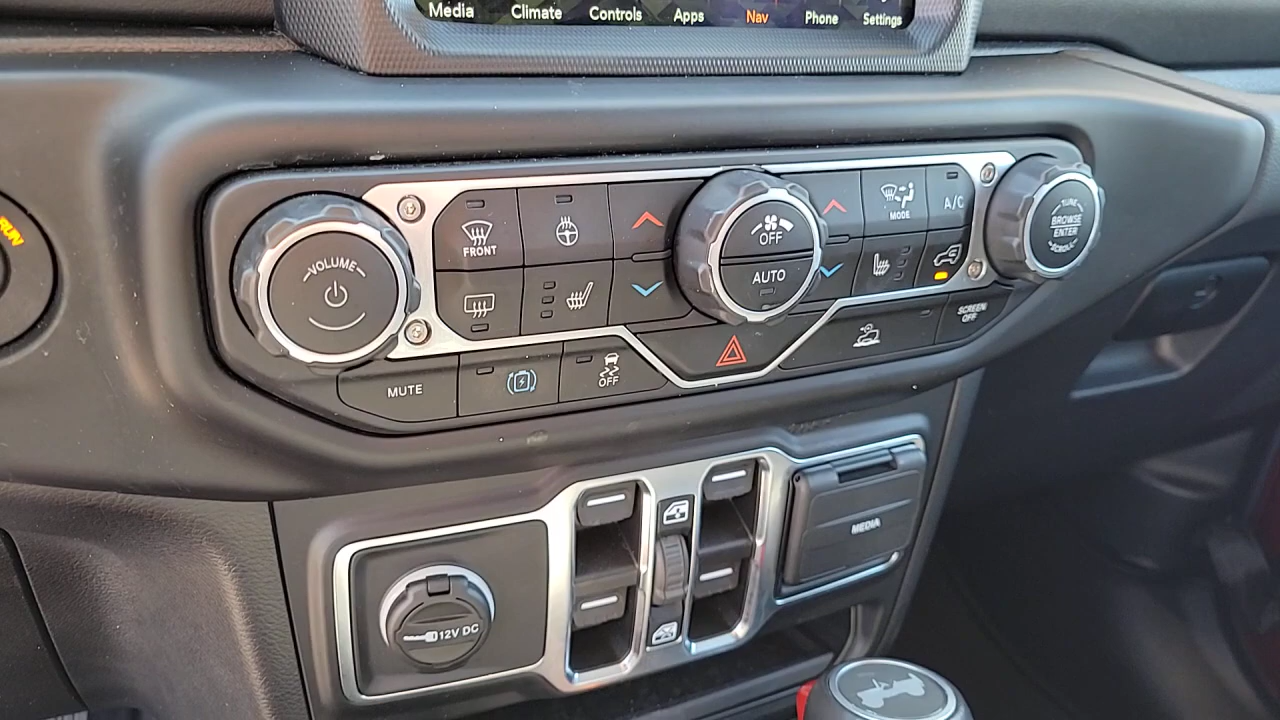 Media Climate Controls Apps Nav Phone Settings
RUN
VOLUME
FRONT
OFF
AUTO
MODE
A/C
TUNE
BROWSE
ENTER
SCROLL
SCREEN
OFF
MUTE
OFF
12V DC
MEDIA